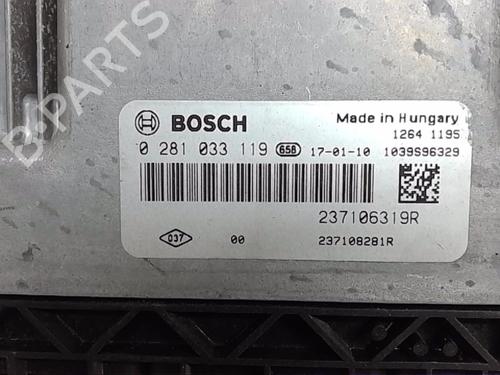 B-PARTS
BOSCH
Made in Hungary
1264 1195
0 281 033 119 658 17-01-10 1039S96329
237106319R
037 00 237108281R